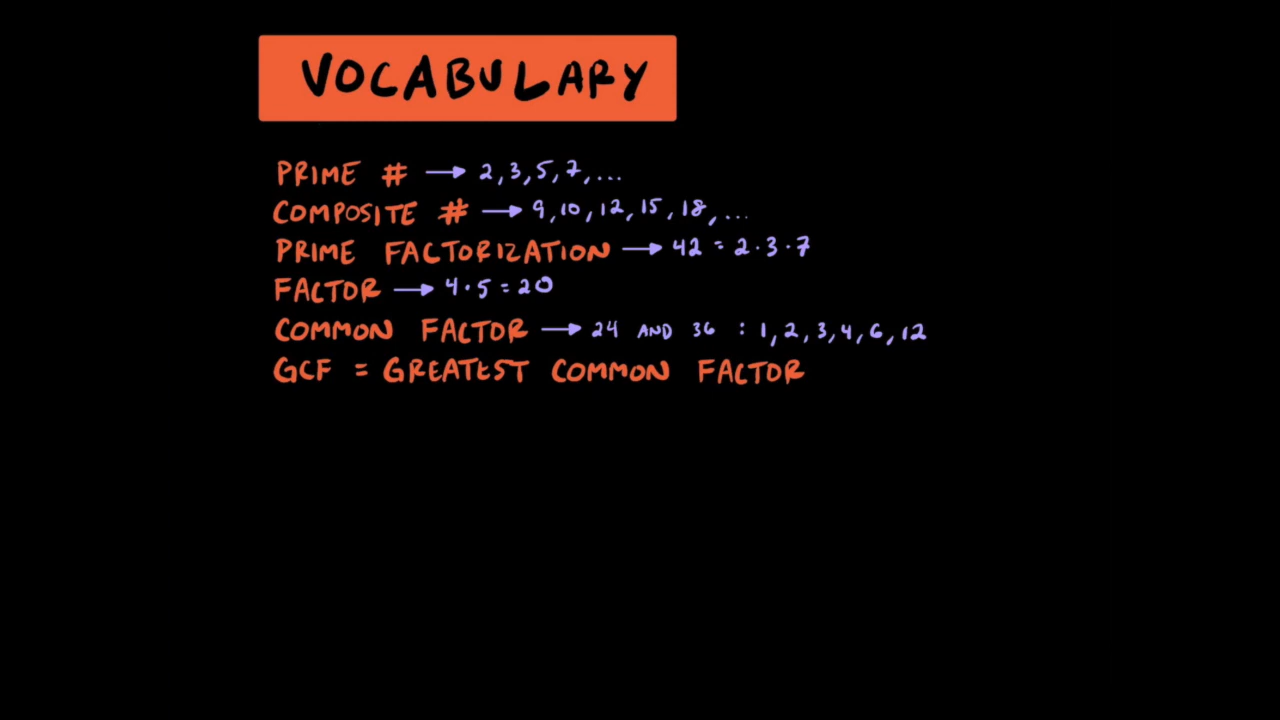 VOCABULARY
PRIME # → 2, 3, 5, 7, ...
COMPOSITE # → 9, 10, 12, 15, 18, ...
PRIME FACTORIZATION → 42 = 2 · 3 · 7
FACTOR → 4 · 5 = 20
COMMON FACTOR → 24 AND 36 : 1, 2, 3, 4, 6, 12
GCF = GREATEST COMMON FACTOR